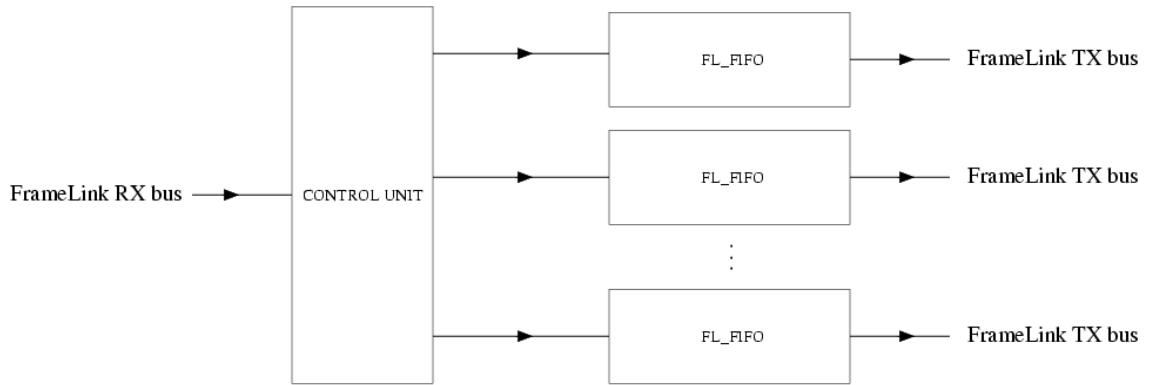 FL_FIFO
FrameLink TX bus
FL_FIFO
FrameLink TX bus
FrameLink RX bus
CONTROL UNIT
FL_FIFO
FrameLink TX bus